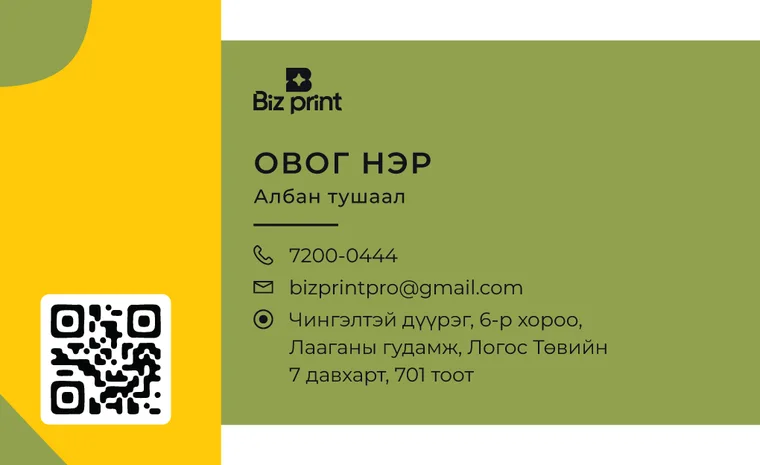 Biz print
ОВОГ НЭР
Албан тушаал
7200-0444
bizprintpro@gmail.com
Чингэлтэй дүүрэг, 6-р хороо,
Лааганы гудамж, Логос Төвийн
7 давхарт, 701 тоот